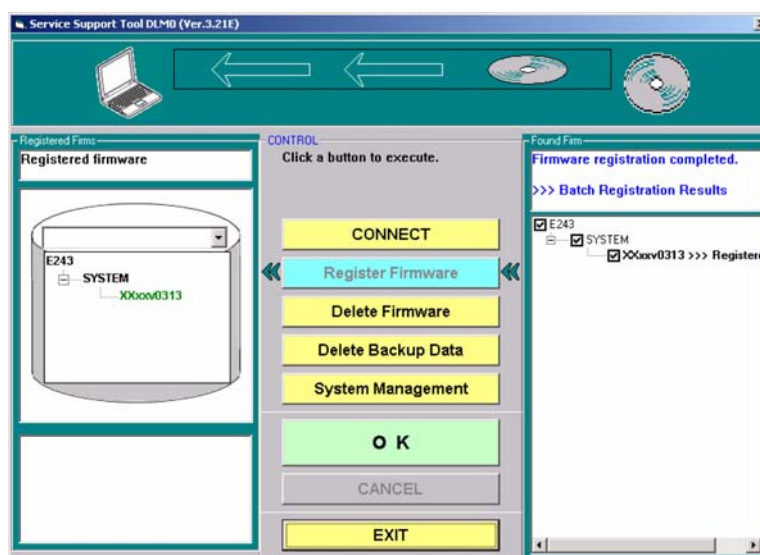 Service Support Tool DLM0 (Ver.3.21E)
Registered Firms
Registered firmware
E243
SYSTEM
XXxxv0313
CONTROL
Click a button to execute.
CONNECT
Register Firmware
Delete Firmware
Delete Backup Data
System Management
O K
CANCEL
EXIT
Found Firm
Firmware registration completed.
>>> Batch Registration Results
E243
SYSTEM
XXxxv0313 >>> Registere